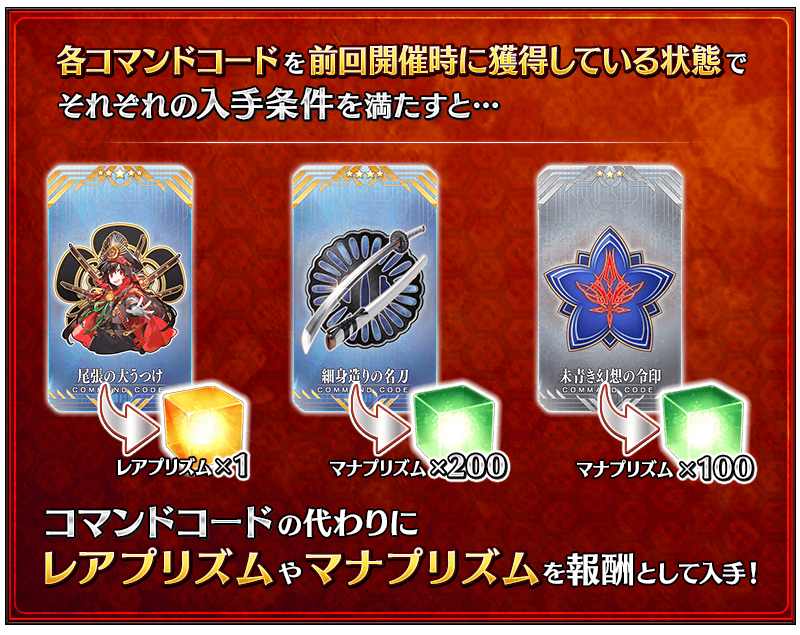 各コマンドコードを前回開催時に獲得している状態で
それぞれの入手条件を満たすと…
尾張の大うつけ
COMMAND CODE
細身造りの名刀
COMMAND CODE
未青き幻想の令印
COMMAND CODE
レアプリズム×1
マナプリズム×200
マナプリズム×100
コマンドコードの代わりに
レアプリズムやマナプリズムを報酬として入手!